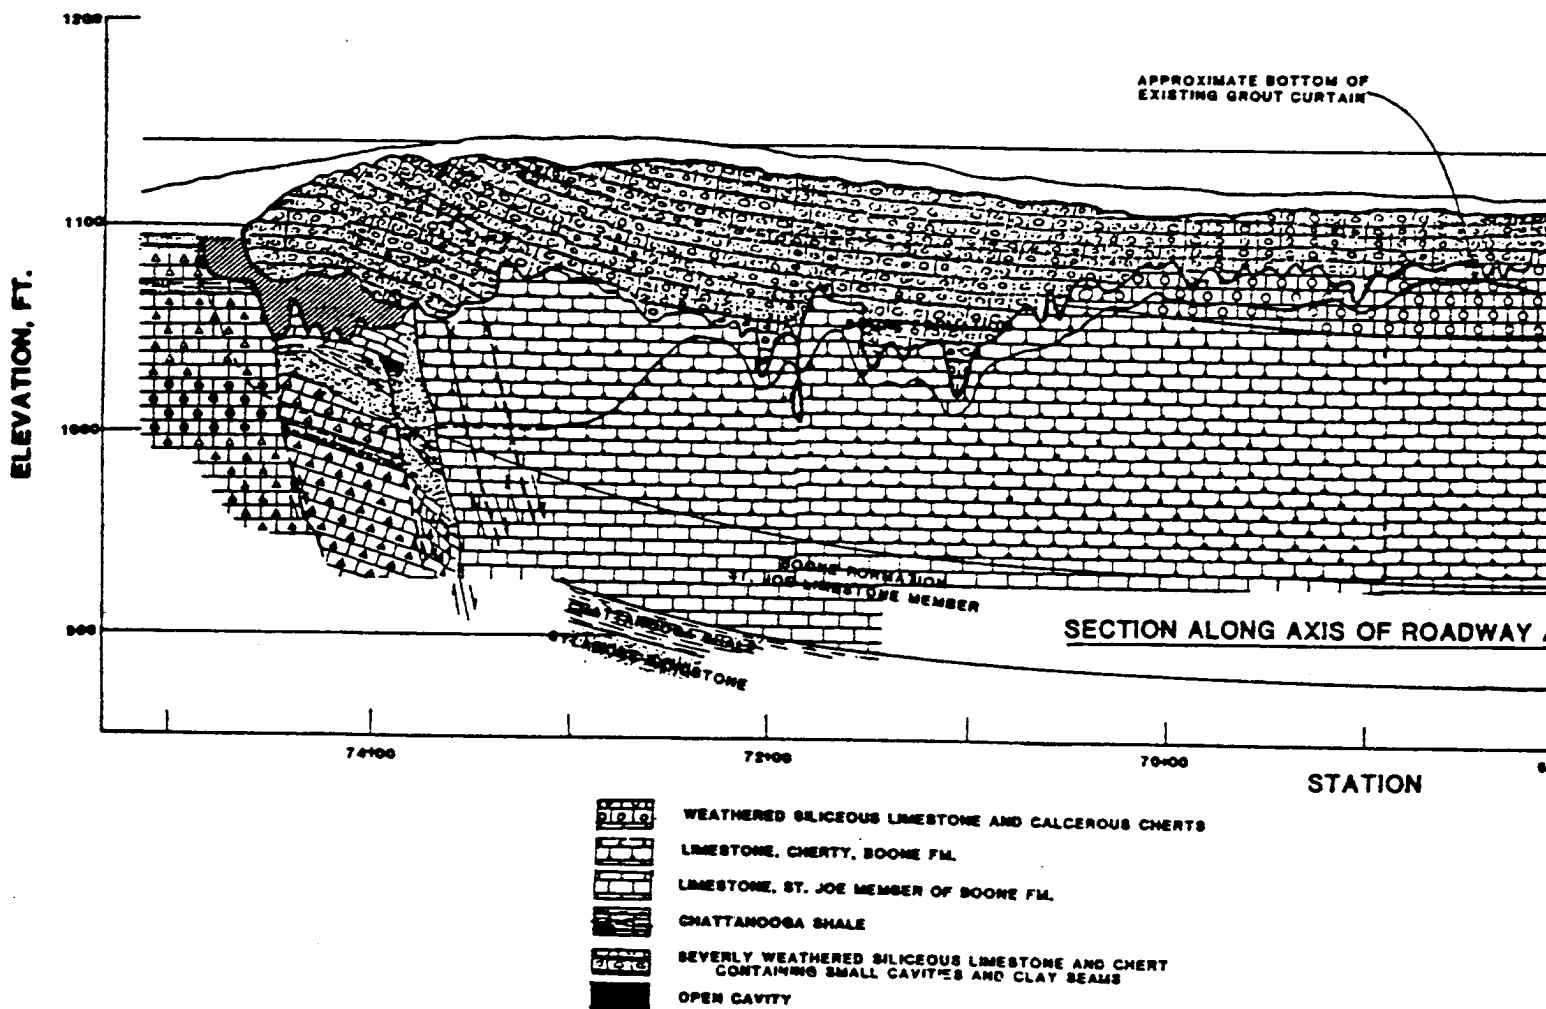 1200
APPROXIMATE BOTTOM OF
EXISTING GROUT CURTAIN
1100
ELEVATION, FT.
1000
BOONE FORMATION
ST. JOE LIMESTONE MEMBER
900
CHATTANOOGA SHALE
SECTION ALONG AXIS OF ROADWAY
74+00
72+00
70+00
STATION
WEATHERED SILICEOUS LIMESTONE AND CALCEROUS CHERTS
LIMESTONE, CHERTY, BOONE FM.
LIMESTONE, ST. JOE MEMBER OF BOONE FM.
CHATTANOOGA SHALE
SEVERLY WEATHERED SILICEOUS LIMESTONE AND CHERT
CONTAINING SMALL CAVITIES AND CLAY SEAMS
OPEN CAVITY